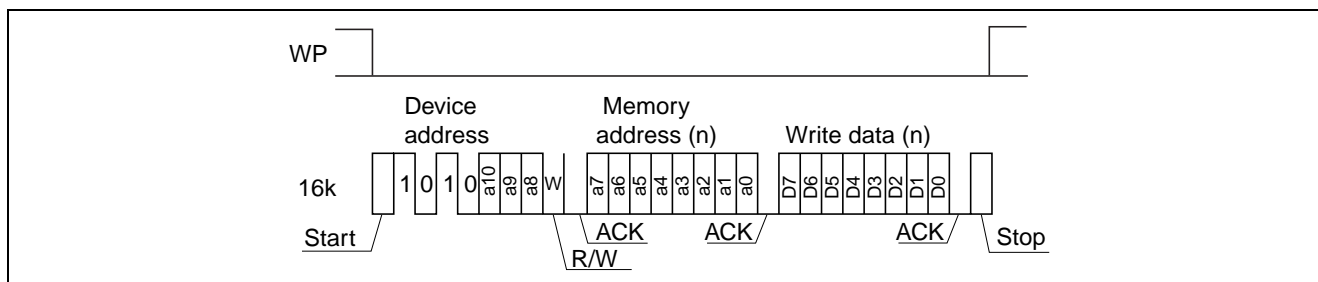 WP
Device address
Memory address (n)
Write data (n)
16k
1 0 1 0 a10 a9 a8 W a7 a6 a5 a4 a3 a2 a1 a0 D7 D6 D5 D4 D3 D2 D1 D0
Start
ACK
ACK
ACK
Stop
R/W